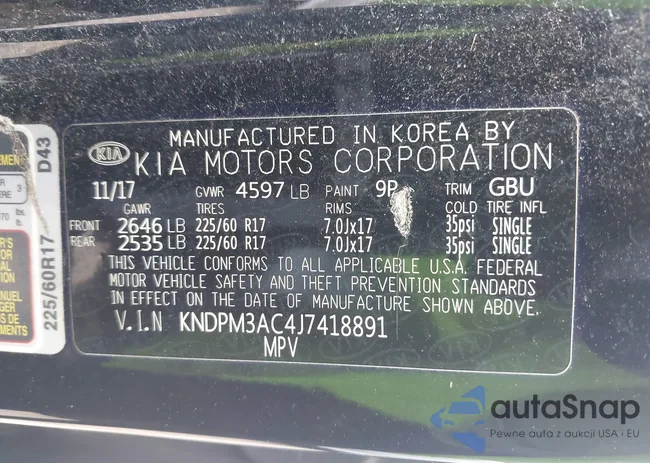 MANUFACTURED IN KOREA BY
KIA KIA MOTORS CORPORATION
11/17 GVWR 4597 LB PAINT 9P TRIM GBU
GAWR TIRES RIMS COLD TIRE INFL
FRONT 2646 LB 225/60 R17 7.0Jx17 35psi SINGLE
REAR 2535 LB 225/60 R17 7.0Jx17 35psi SINGLE
THIS VEHICLE CONFORMS TO ALL APPLICABLE U.S.A. FEDERAL
MOTOR VEHICLE SAFETY AND THEFT PREVENTION STANDARDS
IN EFFECT ON THE DATE OF MANUFACTURE SHOWN ABOVE.
V.I.N KNDPM3AC4J7418891
MPV
D43
225/60R17
autaSnap
Pewne auta z aukcji USA i EU